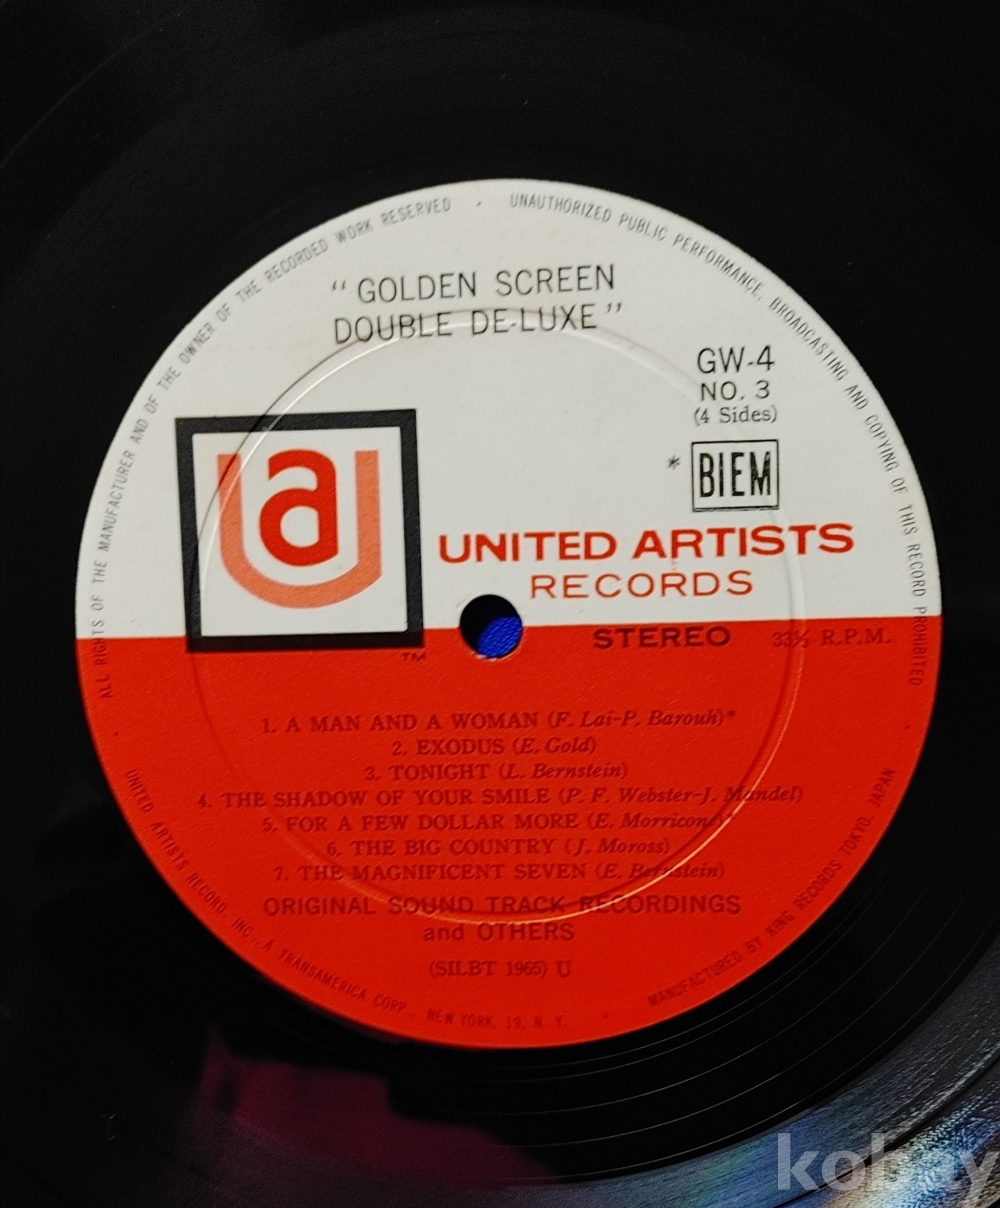 ALL RIGHTS OF THE MANUFACTURER AND OF THE OWNER OF THE RECORDED WORK RESERVED · UNAUTHORIZED PUBLIC PERFORMANCE, BROADCASTING AND COPYING OF THIS RECORD PROHIBITED
“GOLDEN SCREEN
DOUBLE DE-LUXE”
GW-4
NO. 3
(4 Sides)
* BIEM
ua
UNITED ARTISTS
RECORDS
TM
STEREO 33⅓ R.P.M.
1. A MAN AND A WOMAN (F. Lai-P. Barouh)*
2. EXODUS (E. Gold)
3. TONIGHT (L. Bernstein)
4. THE SHADOW OF YOUR SMILE (P. F. Webster-J. Mandel)
5. FOR A FEW DOLLAR MORE (E. Morricone)*
6. THE BIG COUNTRY (J. Moross)
7. THE MAGNIFICENT SEVEN (E. Bernstein)
ORIGINAL SOUND TRACK RECORDINGS
and OTHERS
(SILBT 1965) U
UNITED ARTISTS RECORD, INC., A TRANSAMERICA CORP., NEW YORK, 19, N. Y.
MANUFACTURED BY KING RECORDS TOKYO, JAPAN
kobay